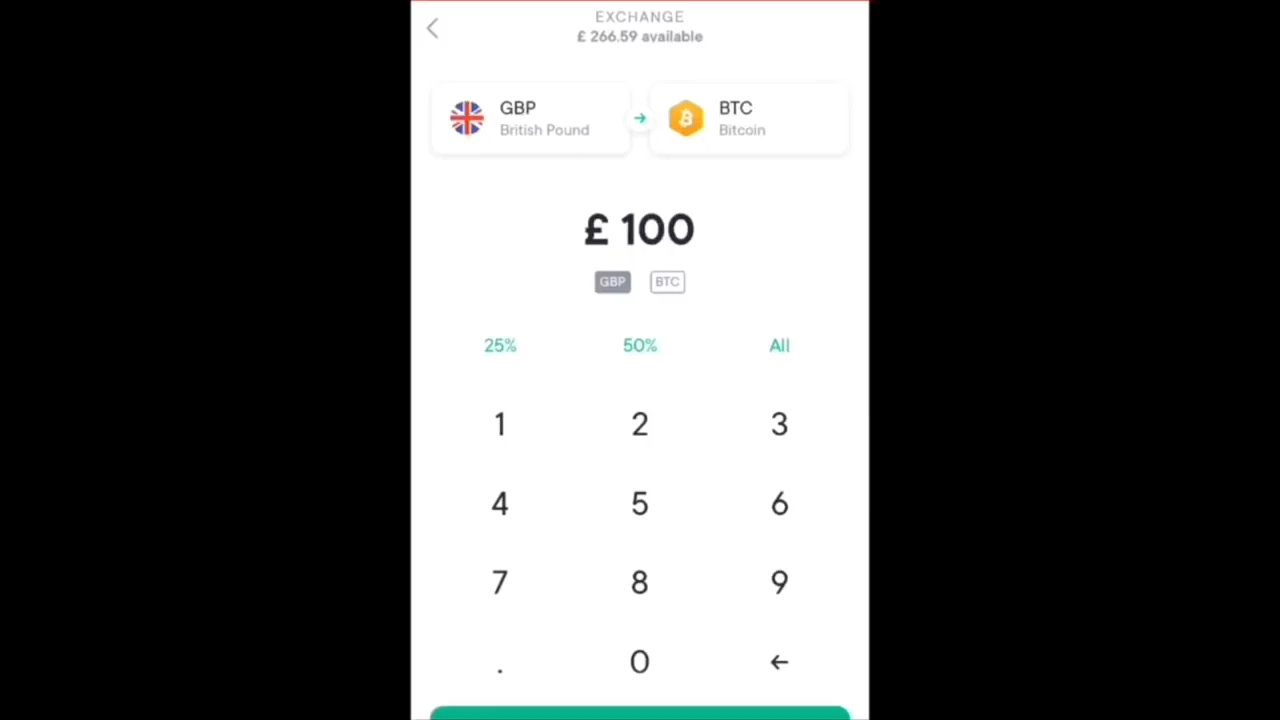 EXCHANGE
£ 266.59 available
GBP
British Pound
BTC
Bitcoin
£ 100
GBP BTC
25% 50% All
1 2 3
4 5 6
7 8 9
. 0 ←